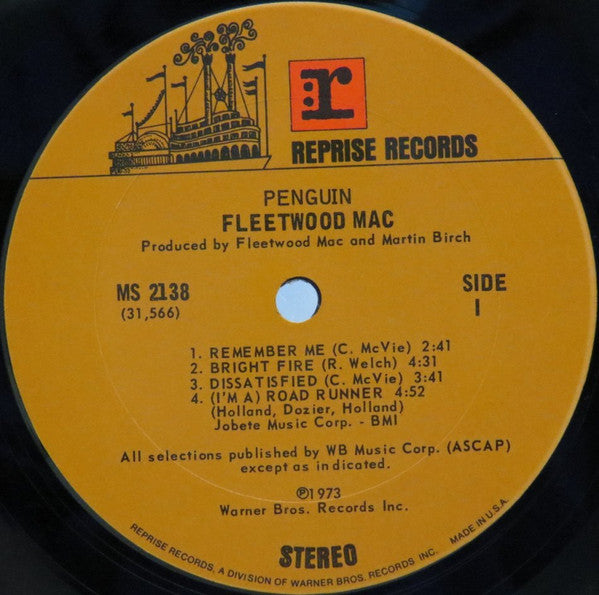 r
REPRISE RECORDS
PENGUIN
FLEETWOOD MAC
Produced by Fleetwood Mac and Martin Birch
MS 2138
(31,566)
SIDE
1
1. REMEMBER ME (C. McVie) 2:41
2. BRIGHT FIRE (R. Welch) 4:31
3. DISSATISFIED (C. McVie) 3:41
4. (I'M A) ROAD RUNNER 4:52
(Holland, Dozier, Holland)
Jobete Music Corp. - BMI
All selections published by WB Music Corp. (ASCAP)
except as indicated.
℗1973
Warner Bros. Records Inc.
STEREO
REPRISE RECORDS, A DIVISION OF WARNER BROS. RECORDS INC. MADE IN U.S.A.